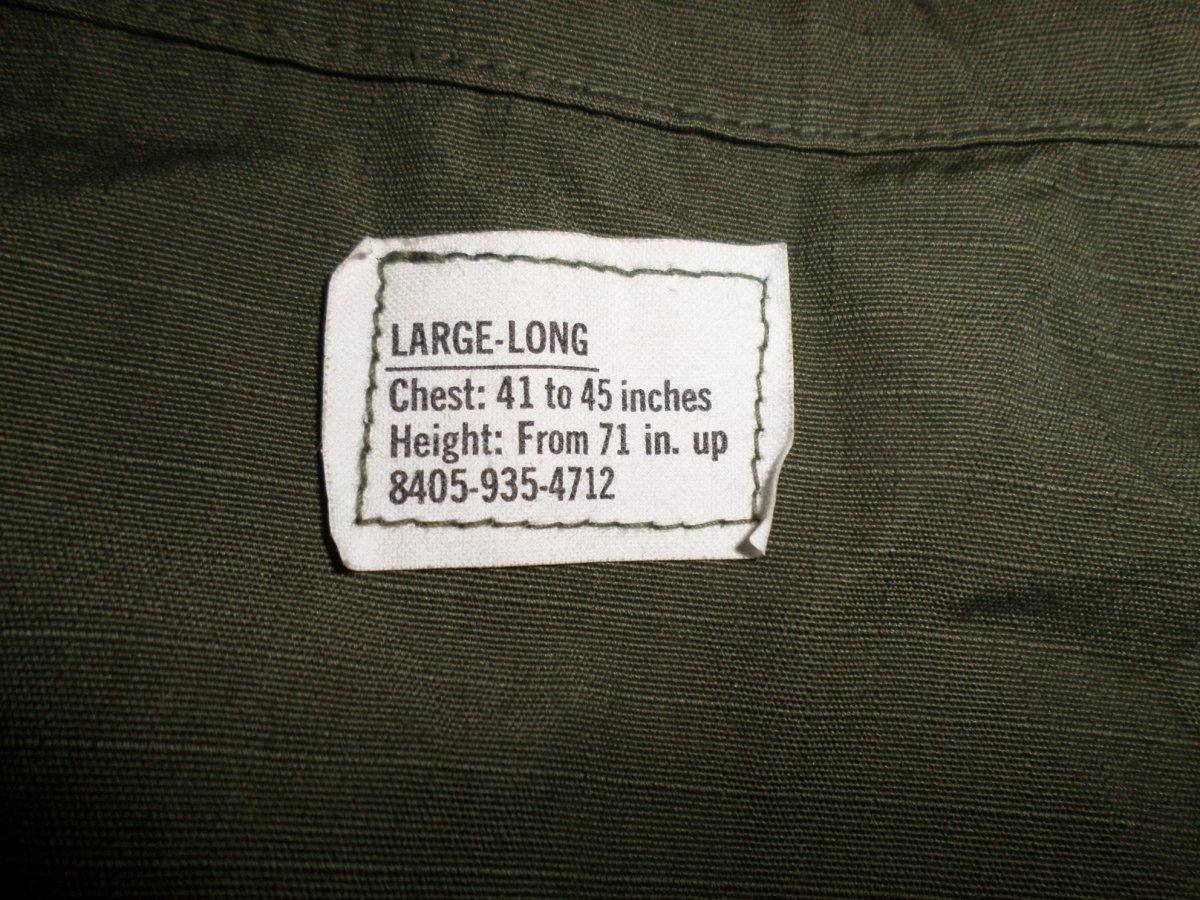 LARGE-LONG
Chest: 41 to 45 inches
Height: From 71 in. up
8405-935-4712